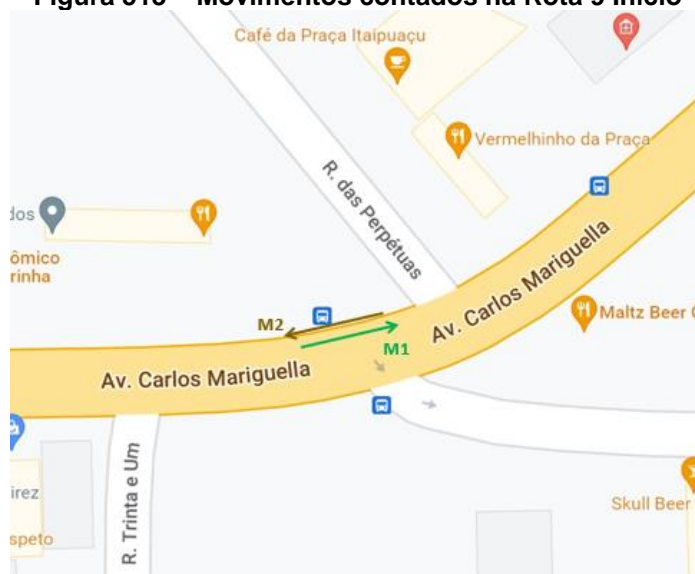 Figura – Movimentos contados na Rota 9 Início
Café da Praça Itaipuaçu
Vermelhinho da Praça
R. das Perpétuas
dos
ômico
rinha
M2
M1
Av. Carlos Mariguella
Maltz Beer
Av. Carlos Mariguella
R. Trinta e Um
irez
speto
Skull Beer